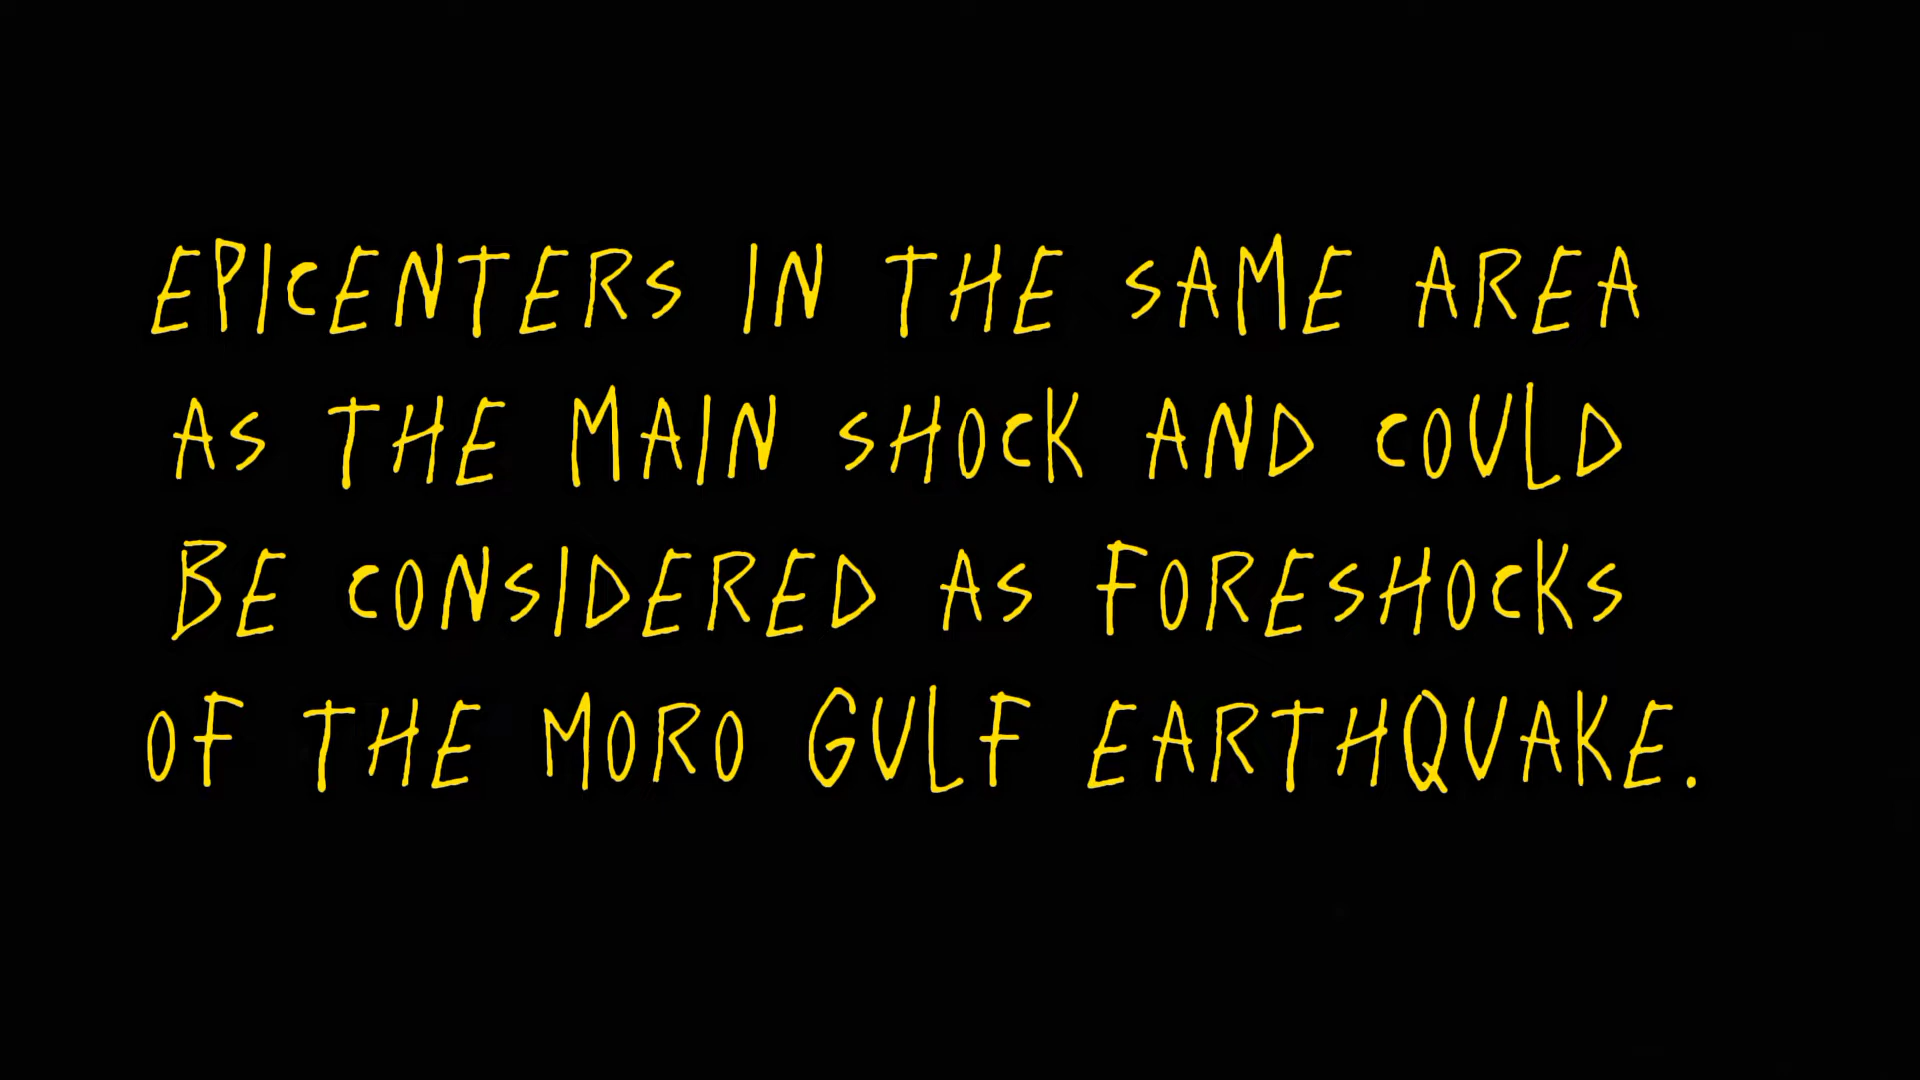 EPICENTERS IN THE SAME AREA
AS THE MAIN SHOCK AND COULD
BE CONSIDERED AS FORESHOCKS
OF THE MORO GULF EARTHQUAKE.